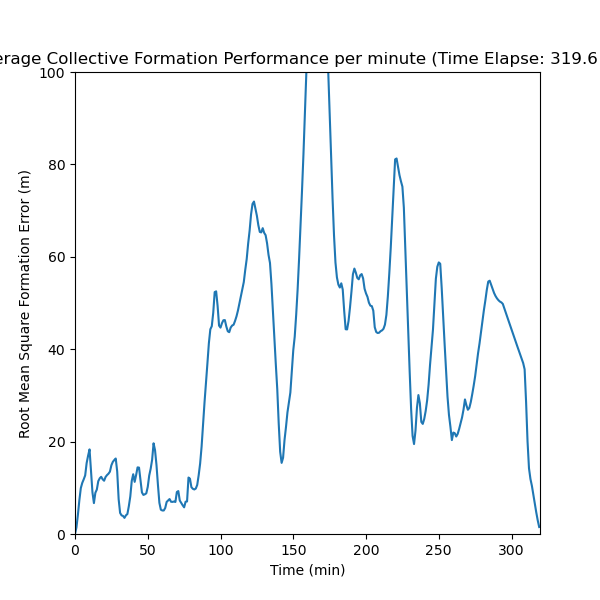 erage Collective Formation Performance per minute (Time Elapse: 319.6
Root Mean Square Formation Error (m)
100
80
60
40
20
0
0 50 100 150 200 250 300
Time (min)